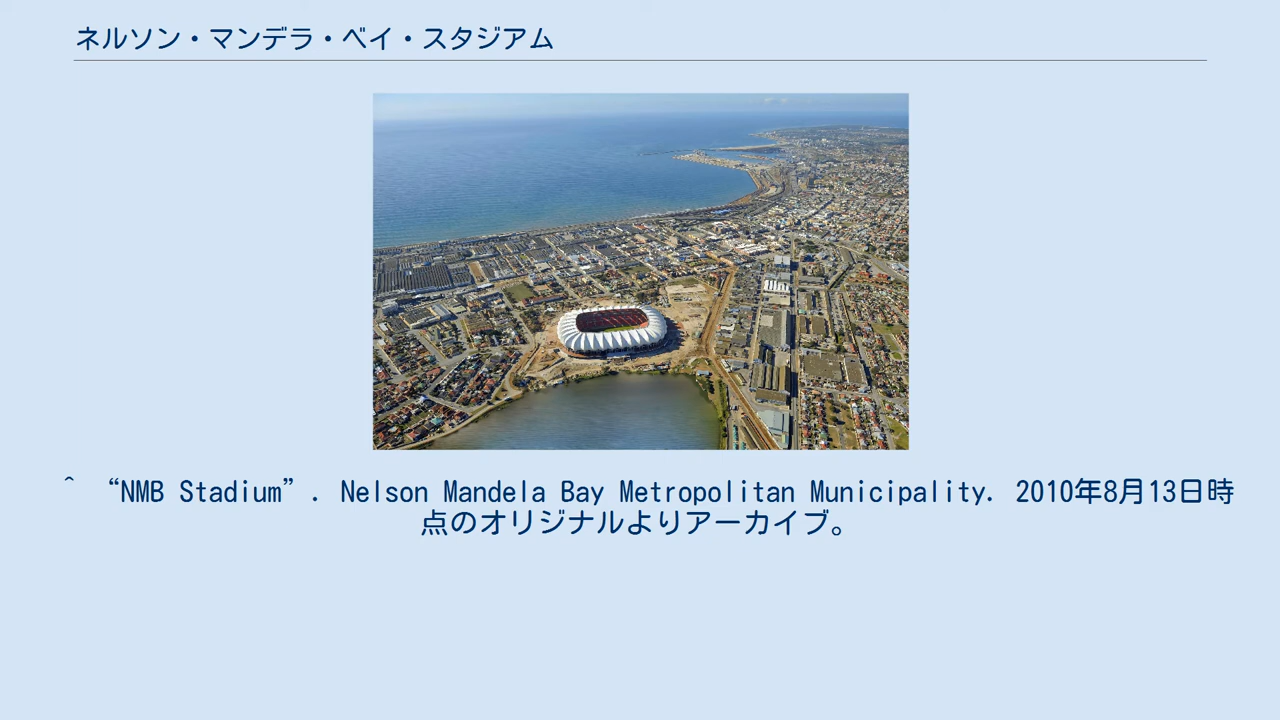 ネルソン・マンデラ・ベイ・スタジアム
^ “NMB Stadium”. Nelson Mandela Bay Metropolitan Municipality. 2010年8月13日時
点のオリジナルよりアーカイブ。